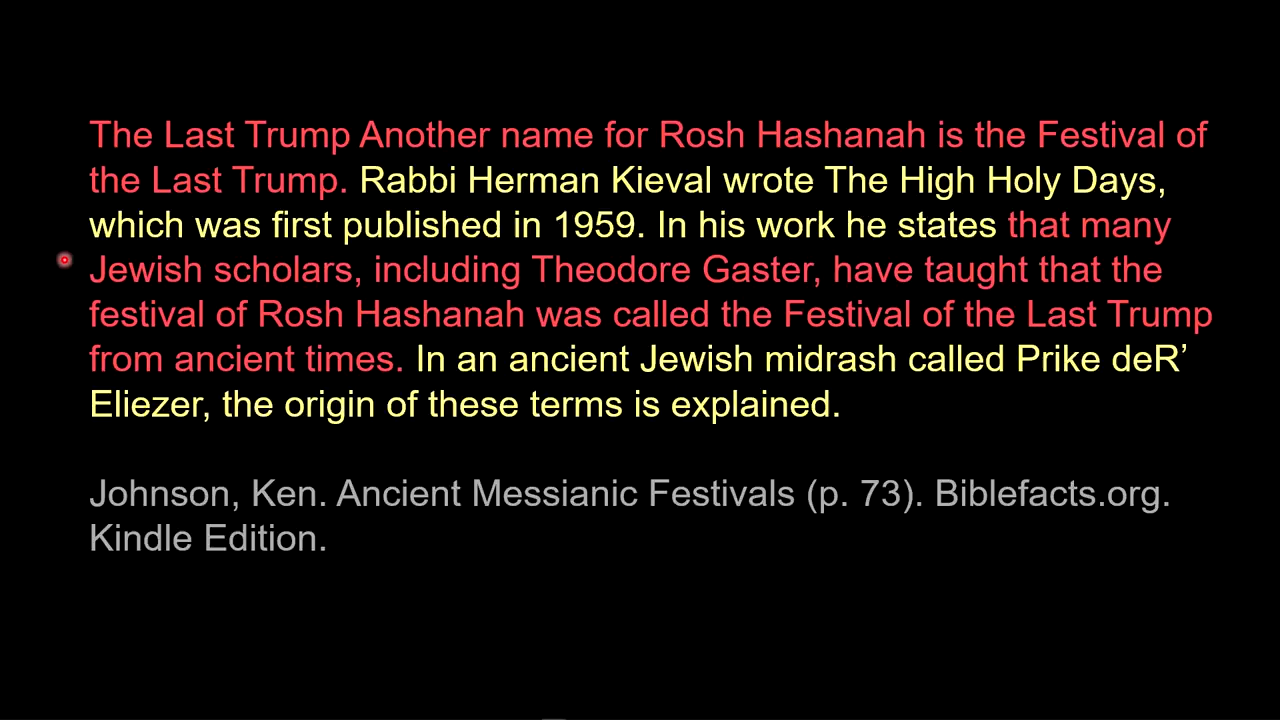 The Last Trump Another name for Rosh Hashanah is the Festival of
the Last Trump. Rabbi Herman Kieval wrote The High Holy Days,
which was first published in 1959. In his work he states that many
Jewish scholars, including Theodore Gaster, have taught that the
festival of Rosh Hashanah was called the Festival of the Last Trump
from ancient times. In an ancient Jewish midrash called Prike deR’
Eliezer, the origin of these terms is explained.
Johnson, Ken. Ancient Messianic Festivals (p. 73). Biblefacts.org.
Kindle Edition.